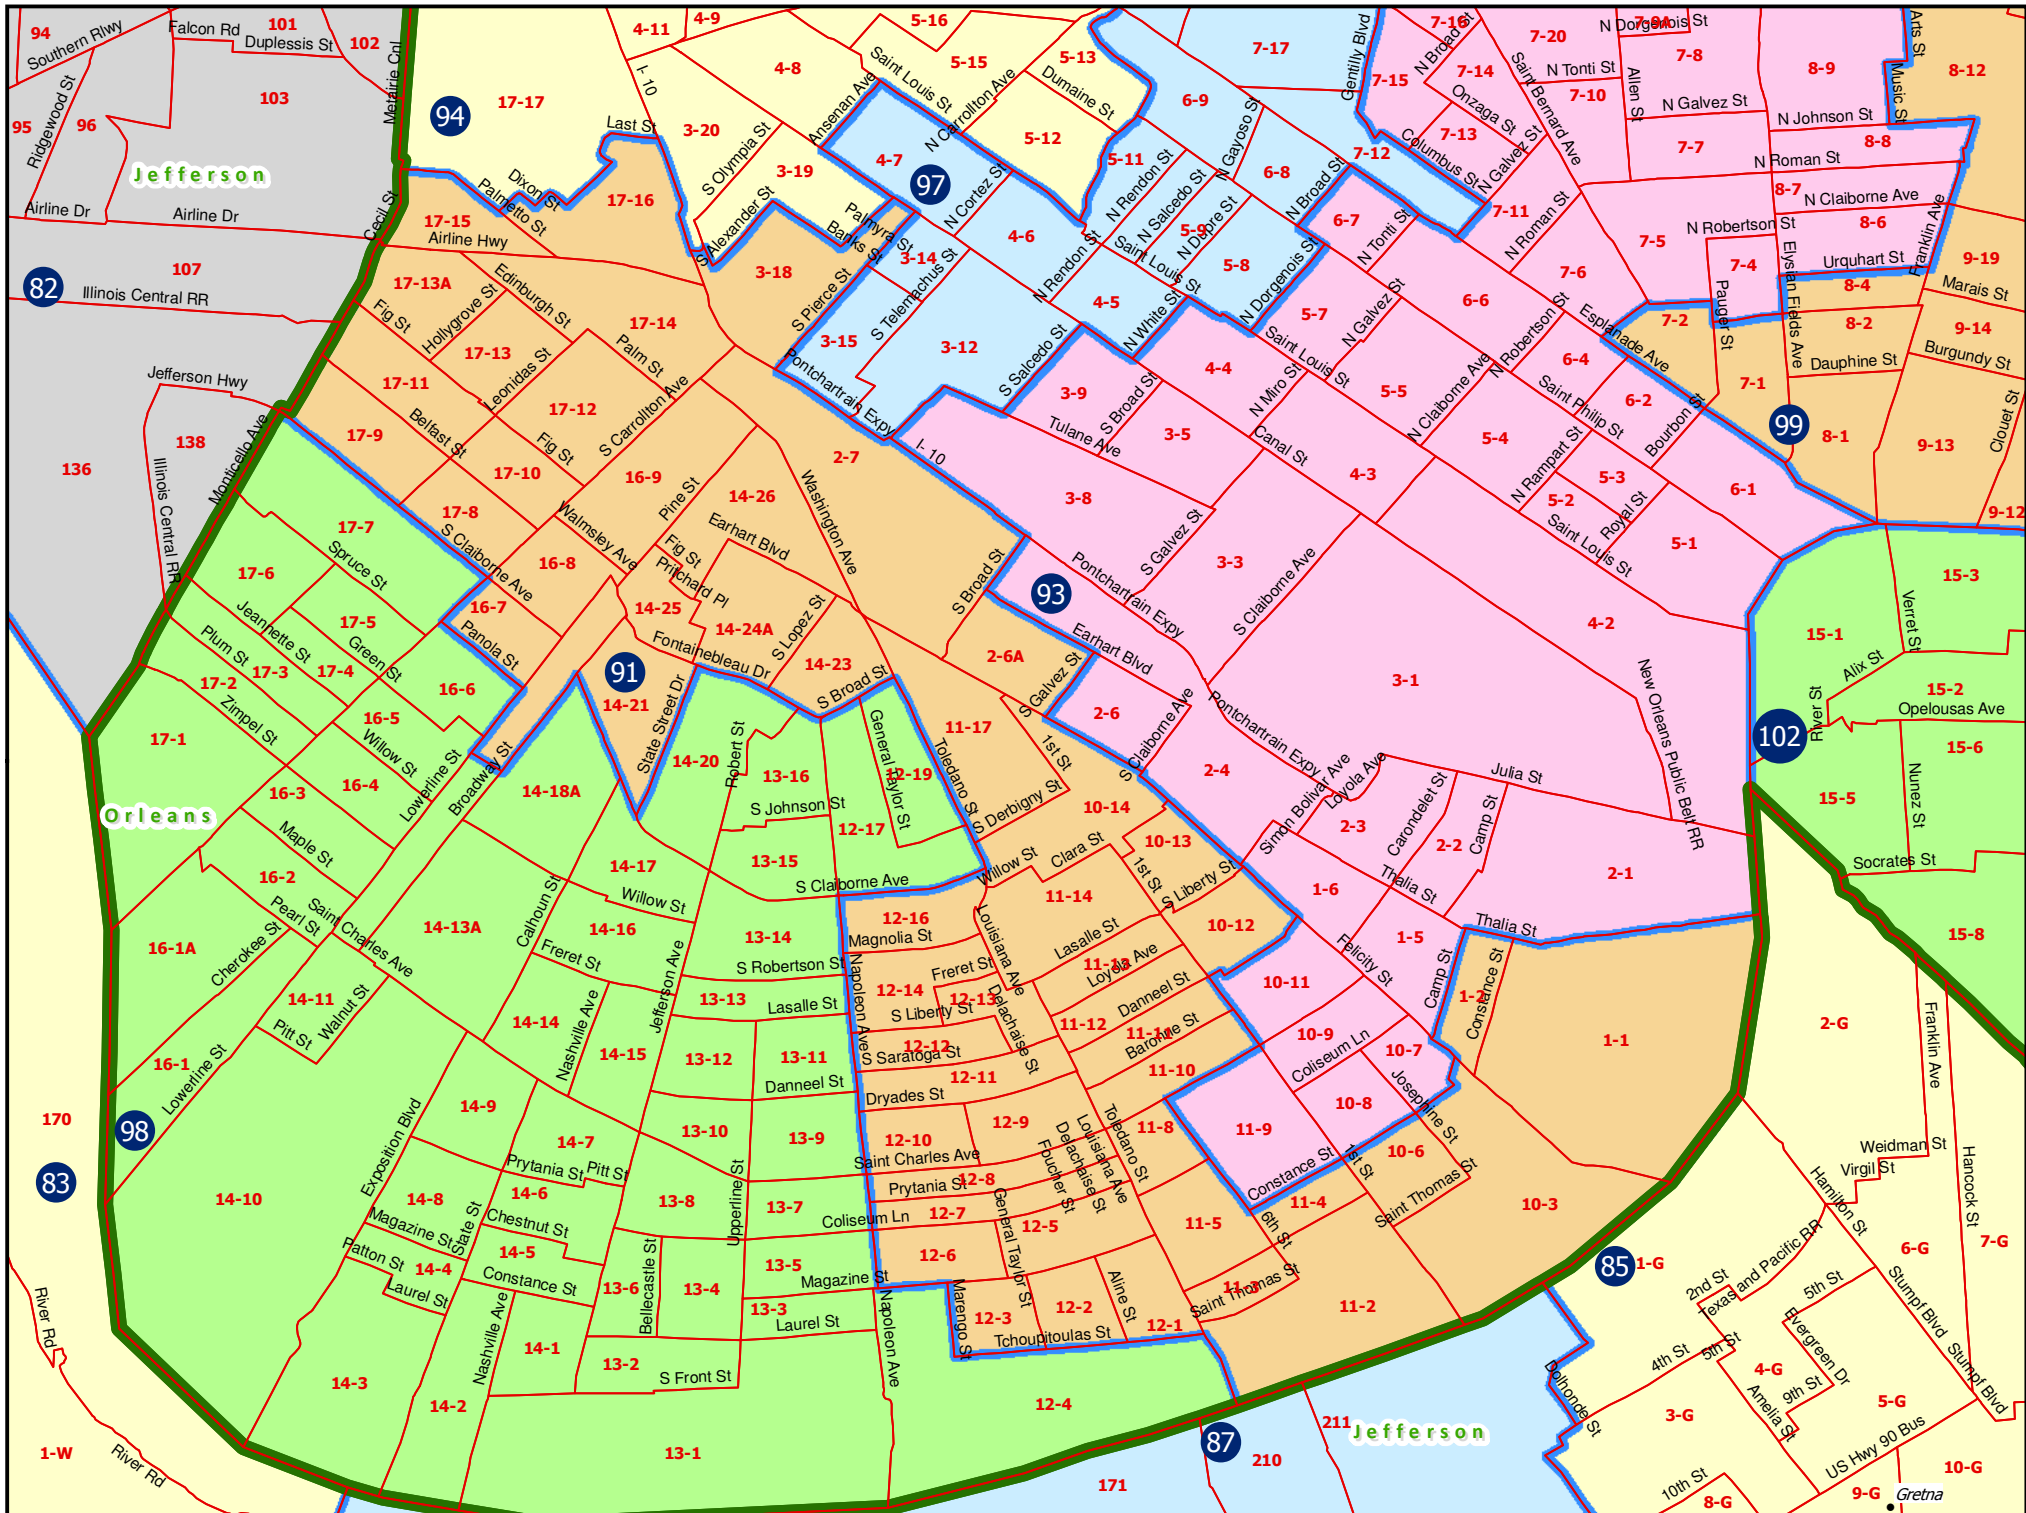 94
Southern Rlwy
Falcon Rd
101
Duplessis St
102
Metairie Cnl
103
95
96
Ridgewood St
Jefferson
Airline Dr
Airline Dr
Cecil St
107
82
Illinois Central RR
Jefferson Hwy
138
136
Monticello Ave
Illinois Central RR
4-11
4-9
5-16
94
17-17
I- 10
4-8
Saint Louis St
5-15
5-13
Dumaine St
N Carrollton Ave
5-12
Last St
3-20
Anseman Ave
S Olympia St
3-19
4-7
97
Dixon St
Palmetto St
17-16
17-15
Airline Hwy
S Alexander St
Palmyra St
Banks St
3-14
N Cortez St
4-6
5-11
N Rendon St
N Salcedo St
5-9
N Dupre St
N Gayoso St
6-9
6-8
7-17
Gentilly Blvd
7-12
N Broad St
5-8
Saint Louis St
N Rendon St
4-5
N White St
N Dorgenois St
7-16
N Broad St
7-15
7-14
Onzaga St
7-13
Columbus St
N Galvez St
7-11
7-20
N Dorgenois St
7-9A
7-8
N Tonti St
7-10
Allen St
Saint Bernard Ave
N Galvez St
7-7
8-9
N Johnson St
8-8
N Roman St
8-7
N Claiborne Ave
8-6
N Robertson St
Urquhart St
Franklin Ave
Arts St
Music St
8-12
9-19
Marais St
8-4
8-2
Dauphine St
9-14
Burgundy St
Clouet St
9-13
9-12
8-1
99
7-1
7-2
Pauger St
Elysian Fields Ave
7-4
7-5
7-6
N Roman St
6-7
N Tonti St
6-6
5-7
N Galvez St
Saint Louis St
N Robertson St
Esplanade Ave
6-4
Saint Philip St
6-2
Bourbon St
6-1
5-3
5-2
Royal St
N Rampart St
Saint Louis St
5-1
5-4
5-5
N Claiborne Ave
4-4
N Miro St
Canal St
4-3
3-9
S Broad St
Tulane Ave
3-5
3-8
S Galvez St
3-3
S Claiborne Ave
4-2
3-1
New Orleans Public Belt RR
17-13A
Fig St
Hollygrove St
Edinburgh St
17-13
Leonidas St
17-14
Palm St
3-18
S Pierce St
S Telemachus St
3-15
3-12
S Salcedo St
Pontchartrain Expy
I- 10
17-11
17-12
S Carrollton Ave
Belfast St
17-9
Fig St
17-10
16-9
17-8
S Claiborne Ave
Walmsley Ave
Pine St
14-26
Earhart Blvd
2-7
Washington Ave
16-8
Fig St
Pritchard Pl
14-25
14-24A
S Lopez St
Fontainebleau Dr
14-23
S Broad St
S Broad St
16-7
Panola St
91
14-21
State Street Dr
93
Pontchartrain Expy
Earhart Blvd
2-6A
S Galvez St
2-6
S Claiborne Ave
2-4
Pontchartrain Expy
Simon Bolivar Ave
Loyola Ave
2-3
Carondelet St
2-2
Camp St
Julia St
2-1
Thalia St
Thalia St
1-6
1-5
Felicity St
Camp St
1-2
Constance St
1-1
17-7
Spruce St
17-6
Jeannette St
17-5
Green St
Plum St
17-3
17-4
17-2
Zimpel St
16-6
16-5
Willow St
17-1
Orleans
16-4
16-3
Maple St
Lowerline St
Broadway St
16-2
Pearl St
Saint Charles Ave
16-1A
Cherokee St
14-11
Pitt St
Walnut St
16-1
Lowerline St
14-18A
14-13A
Calhoun St
14-20
Robert St
13-16
S Johnson St
General Taylor St
12-19
12-17
13-15
S Claiborne Ave
14-17
Willow St
14-16
Freret St
13-14
S Robertson St
Jefferson Ave
13-13
Lasalle St
14-14
Nashville Ave
14-15
13-12
13-11
Danneel St
14-9
Exposition Blvd
14-7
Prytania St
Pitt St
13-10
13-9
14-10
14-8
Magazine St
State St
14-6
Chestnut St
14-5
Constance St
13-8
Upperline St
13-7
Coliseum Ln
Patton St
14-4
Laurel St
13-6
Bellecastle St
13-4
13-5
Magazine St
13-3
Laurel St
14-1
13-2
S Front St
Nashville Ave
14-3
14-2
13-1
Napoleon Ave
12-4
11-17
1st St
S Derbigny St
Toledano St
10-14
Willow St
Clara St
10-13
1st St
S Liberty St
11-14
12-16
Magnolia St
Louisiana Ave
Lasalle St
11-13
Loyola Ave
10-12
Freret St
12-14
12-13
S Liberty St
Delachaise St
Danneel St
11-12
11-11
Baronne St
12-12
S Saratoga St
Napoleon Ave
12-11
Dryades St
11-10
12-10
Saint Charles Ave
12-9
Foucher St
Delachaise St
Louisiana Ave
Toledano St
11-8
12-8
Prytania St
12-7
12-5
General Taylor St
12-6
11-5
6th St
11-4
Constance St
1st St
11-9
10-11
10-9
Coliseum Ln
10-7
Josephine St
10-8
10-6
Saint Thomas St
10-3
Marengo St
12-3
12-2
Aline St
12-1
Tchoupitoulas St
11-3
Saint Thomas St
11-2
15-3
Verret St
15-1
Alix St
15-2
Opelousas Ave
River St
102
15-6
Nunez St
15-5
Socrates St
15-8
2-G
Franklin Ave
Weidman St
Virgil St
Hancock St
Hamilton St
6-G
7-G
85
1-G
2nd St
Texas and Pacific RR
5th St
Evergreen Dr
Stumpf Blvd
Stumpf Blvd
4th St
5th St
4-G
9th St
Amelia St
5-G
3-G
US Hwy 90 Bus
10-G
9-G
10th St
8-G
Gretna
Dolhonde St
Jefferson
87
211
210
171
170
98
83
River Rd
1-W
River Rd